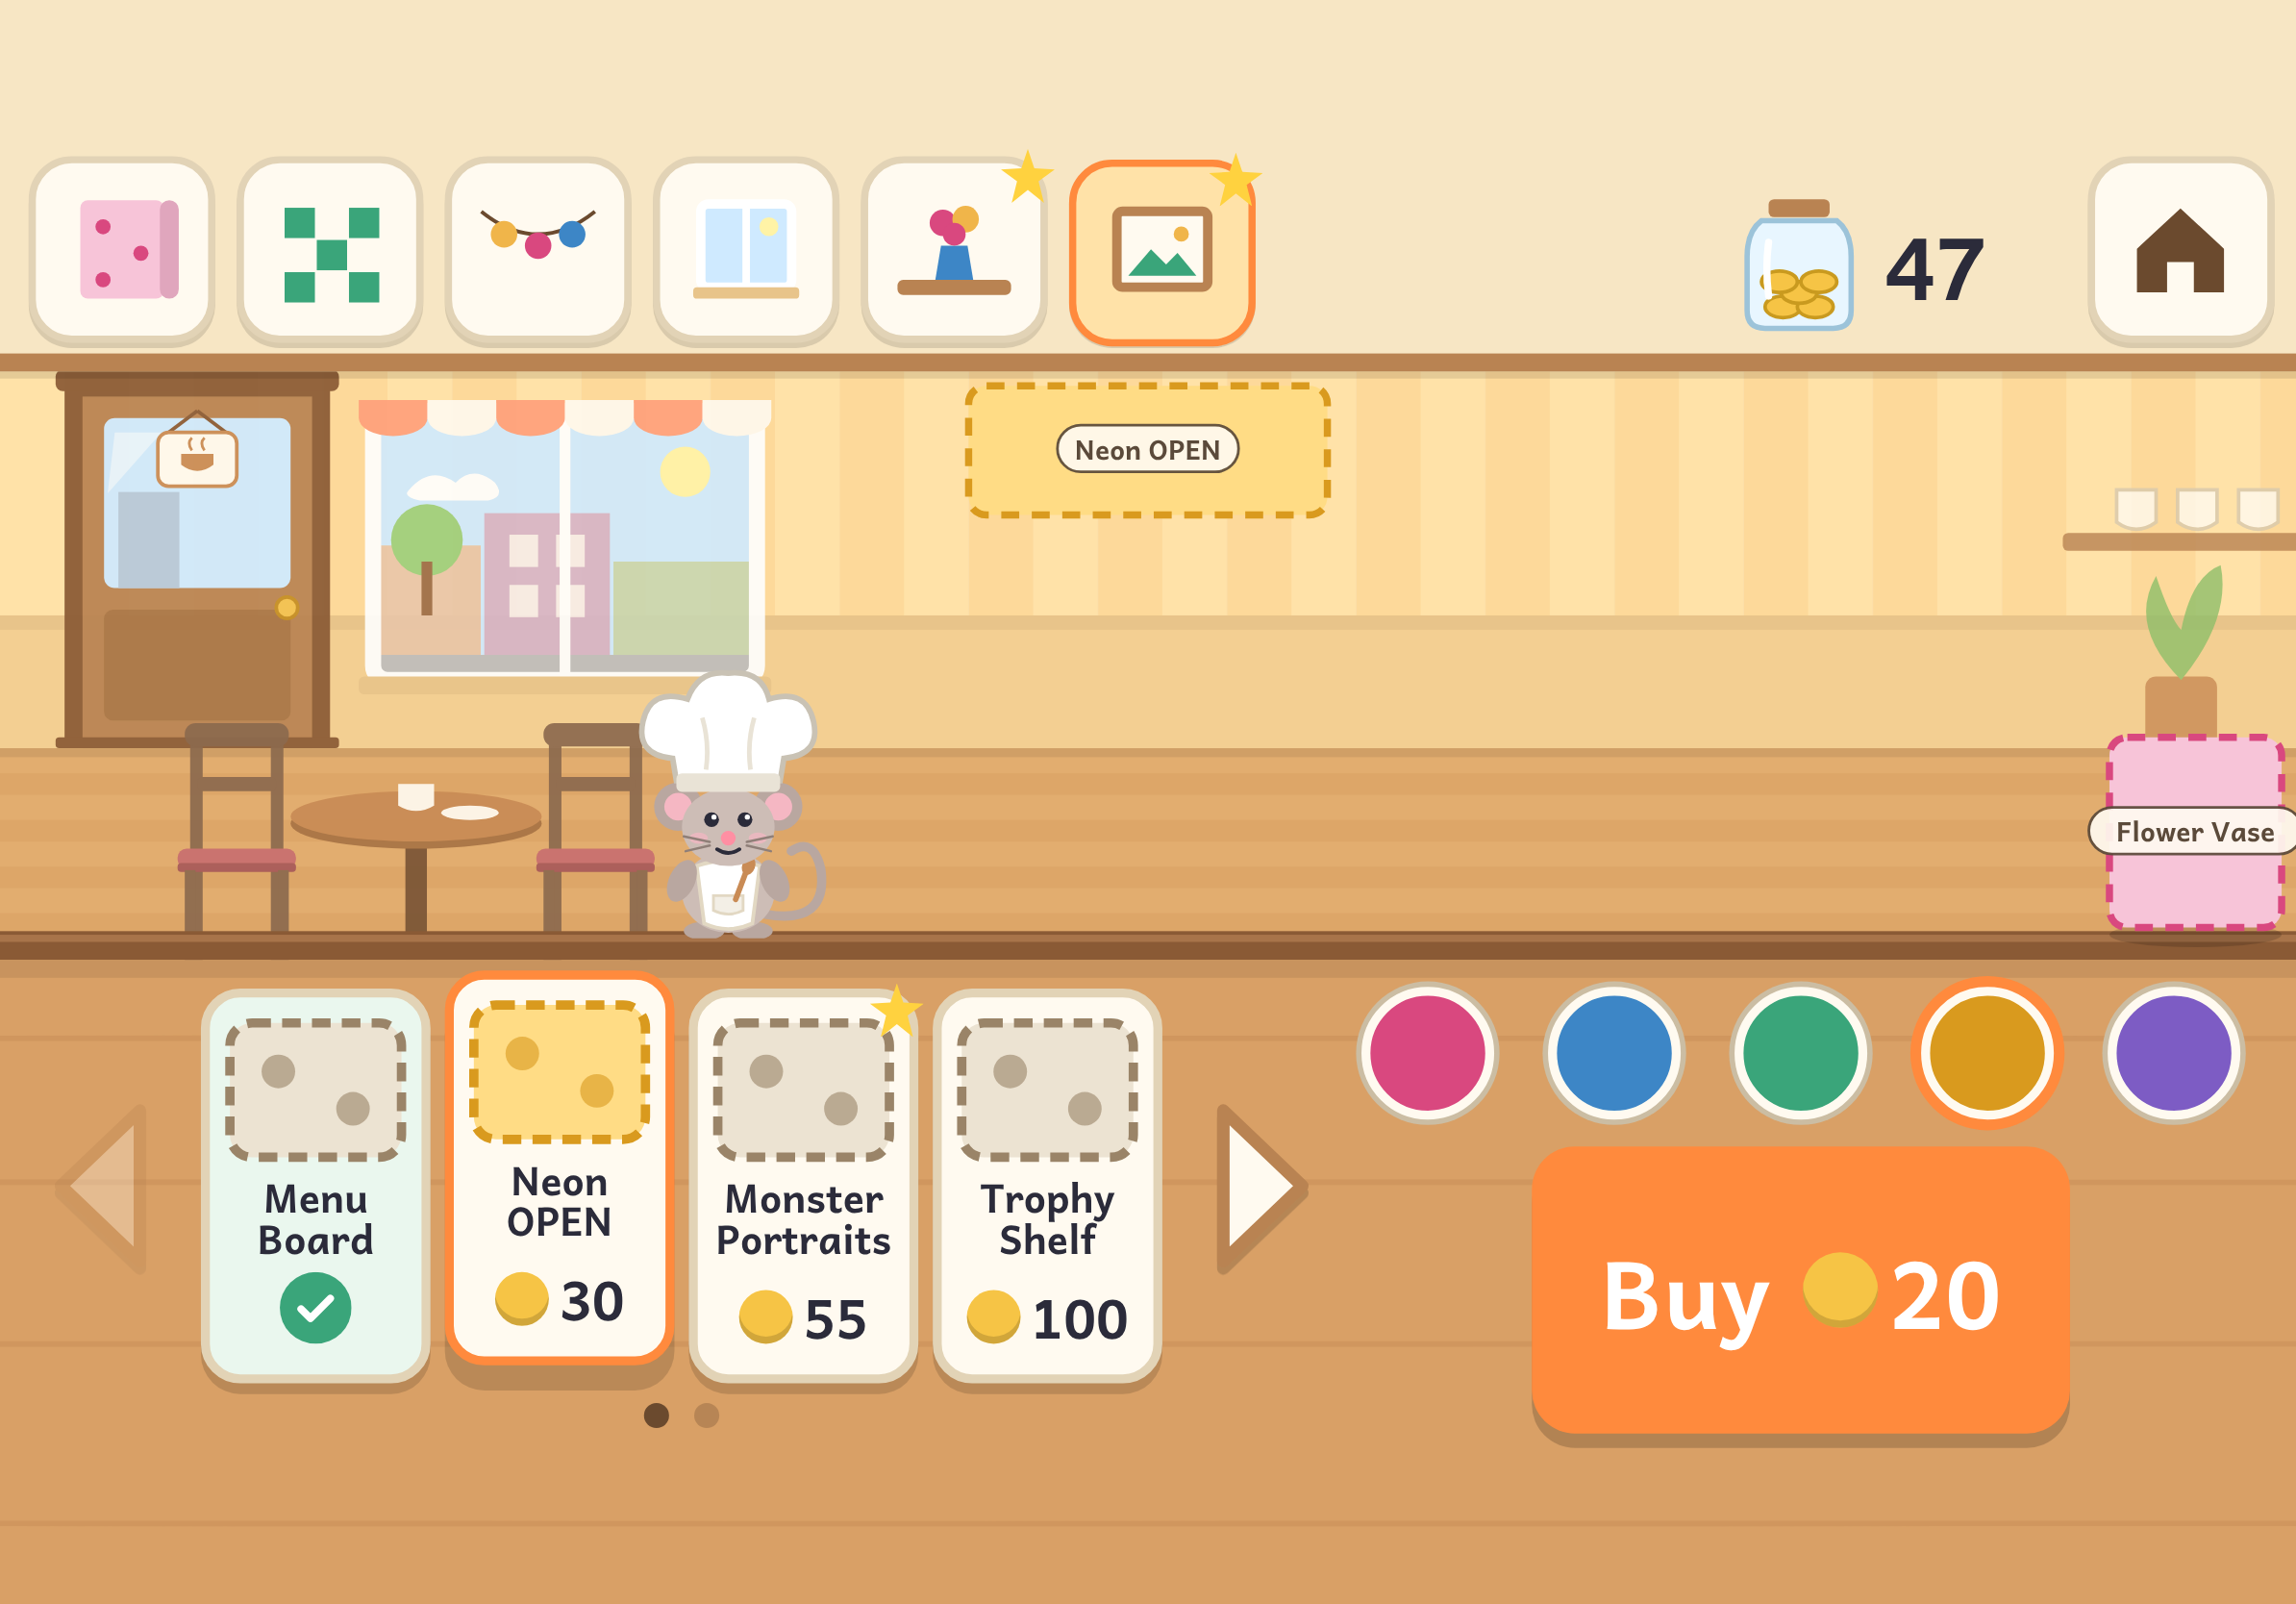 47
Neon OPEN
Flower Vase
Menu
Board
Neon
OPEN
30
Monster
Portraits
55
Trophy
Shelf
100
Buy 20